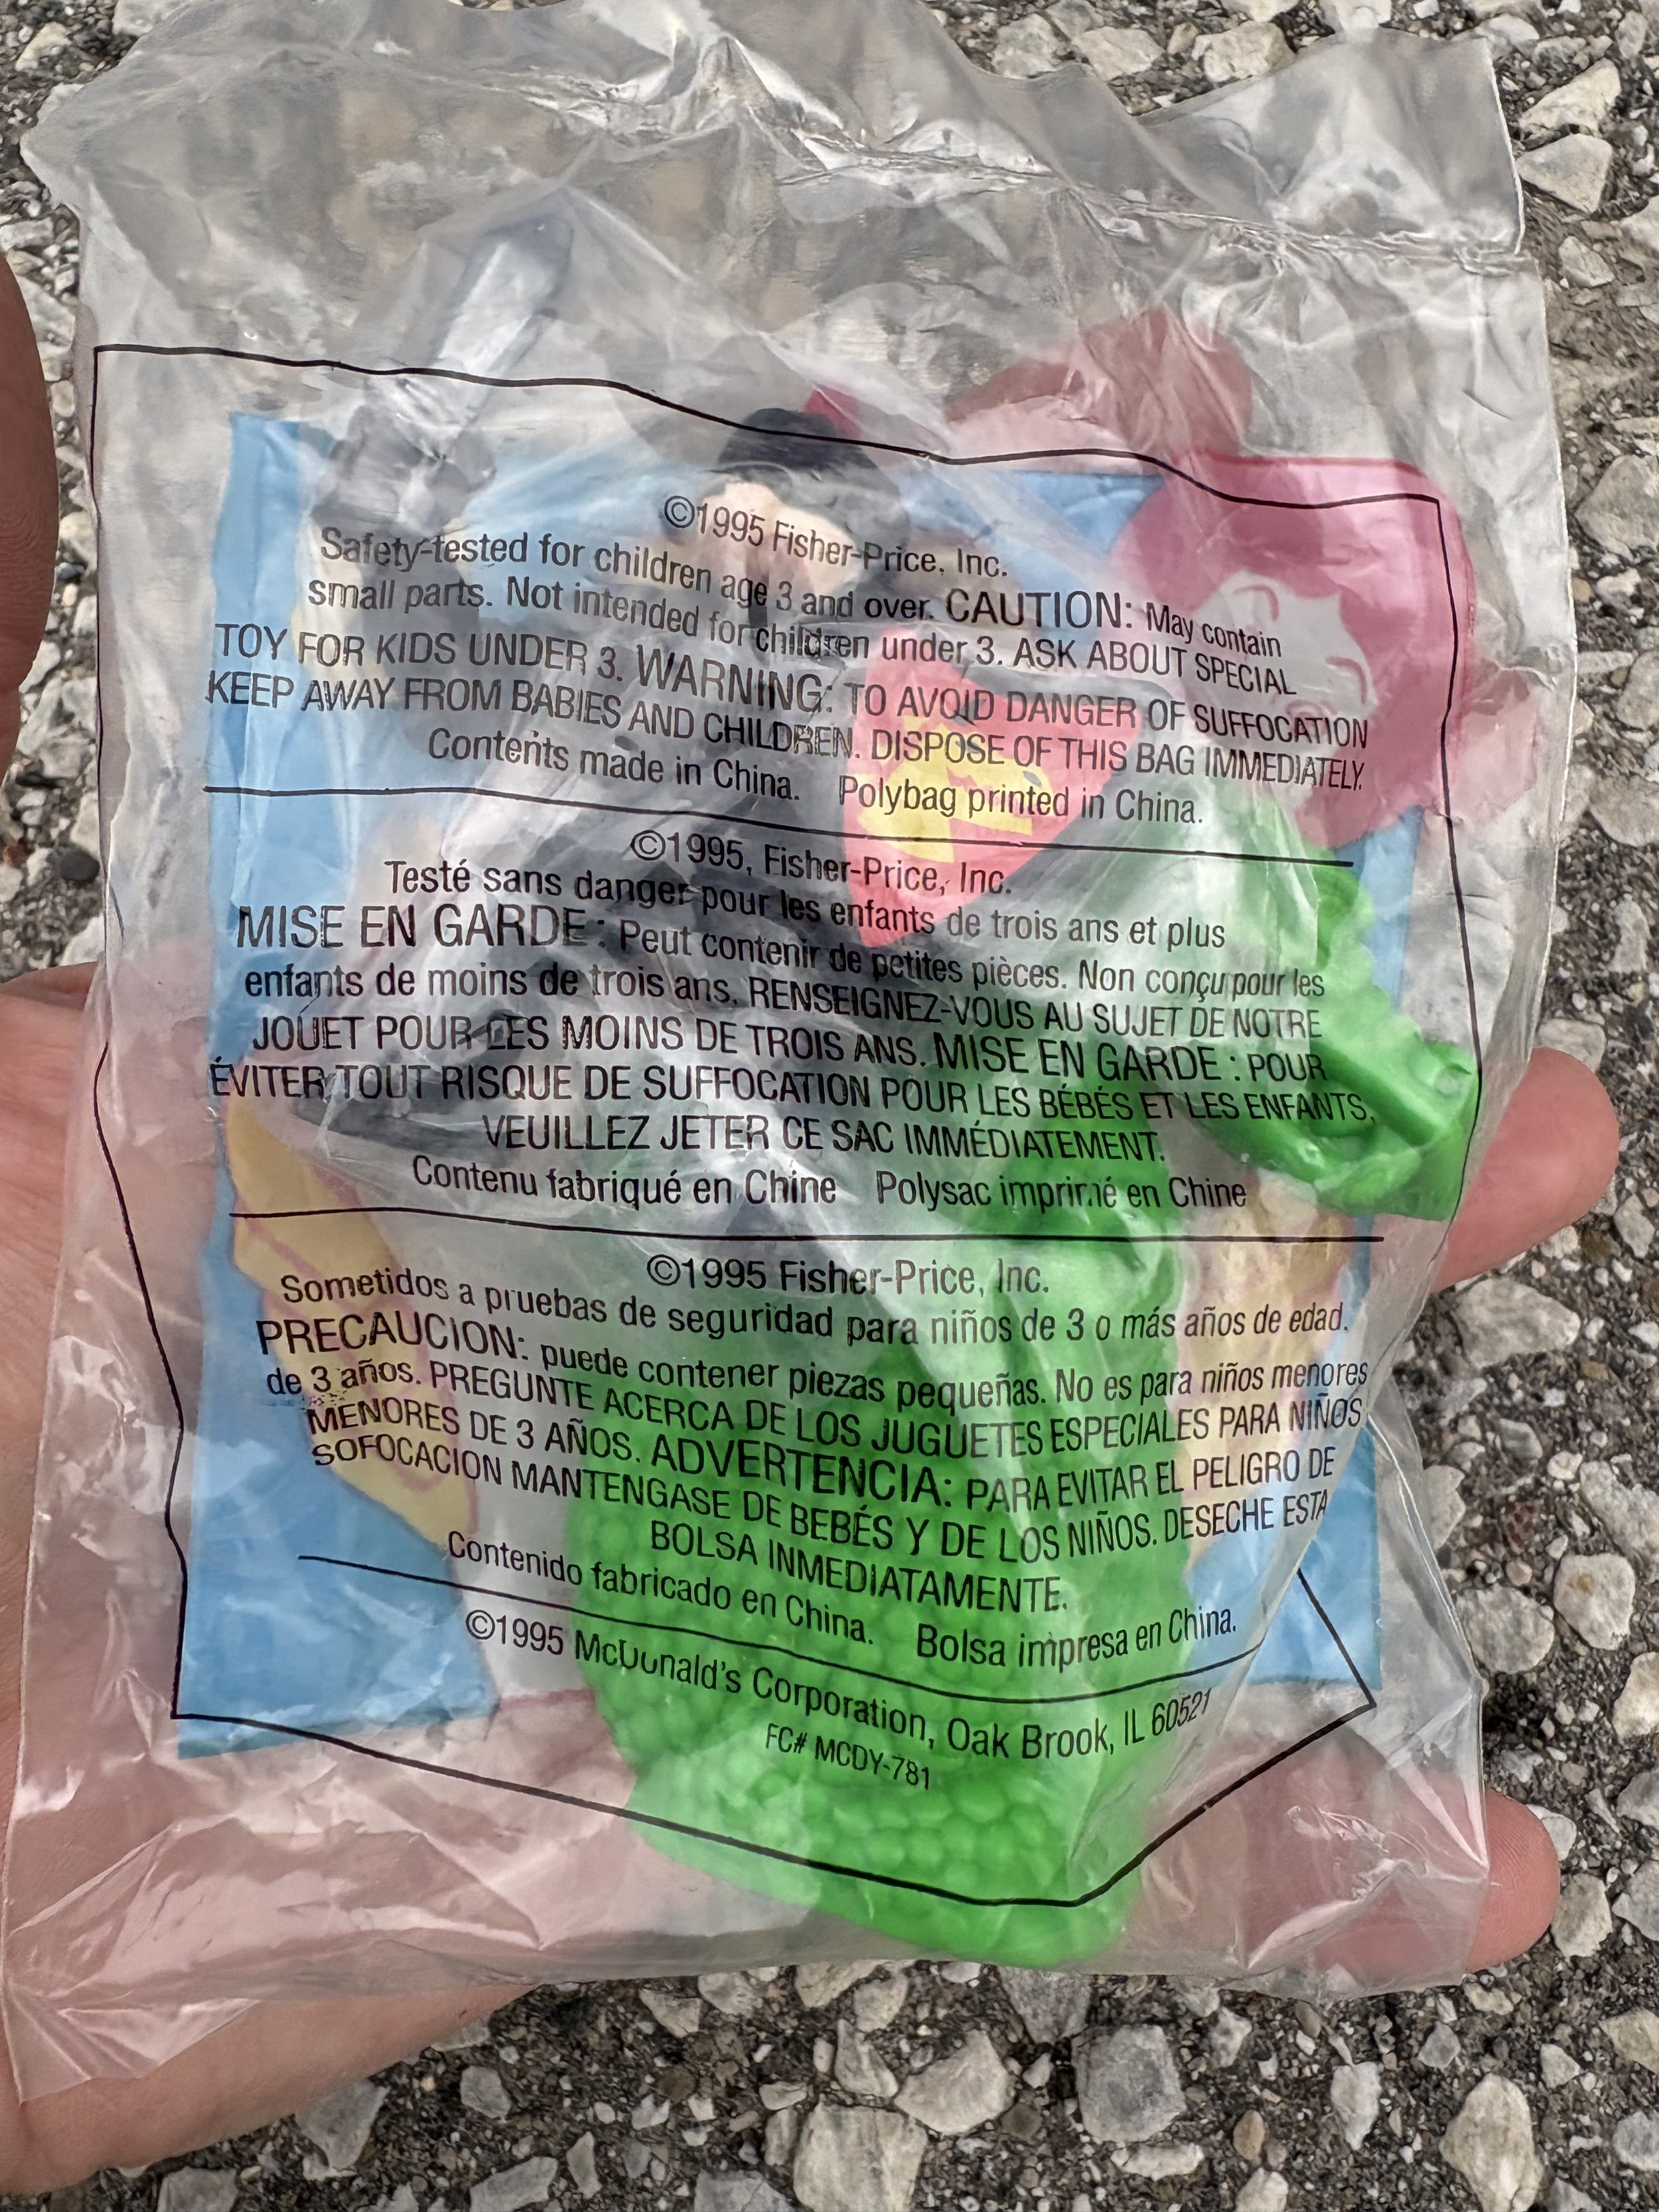 ©1995 Fisher-Price, Inc.
Safety-tested for children age 3 and over. CAUTION: May contain
small parts. Not intended for children under 3. ASK ABOUT SPECIAL
TOY FOR KIDS UNDER 3. WARNING: TO AVOID DANGER OF SUFFOCATION
KEEP AWAY FROM BABIES AND CHILDREN. DISPOSE OF THIS BAG IMMEDIATELY.
Contents made in China. Polybag printed in China.
©1995, Fisher-Price, Inc.
Testé sans danger pour les enfants de trois ans et plus
MISE EN GARDE : Peut contenir de petites pièces. Non conçu pour les
enfants de moins de trois ans. RENSEIGNEZ-VOUS AU SUJET DE NOTRE
JOUET POUR LES MOINS DE TROIS ANS. MISE EN GARDE : POUR
ÉVITER TOUT RISQUE DE SUFFOCATION POUR LES BÉBÉS ET LES ENFANTS,
VEUILLEZ JETER CE SAC IMMÉDIATEMENT.
Contenu fabriqué en Chine Polysac imprimé en Chine
©1995 Fisher-Price, Inc.
Sometidos a pruebas de seguridad para niños de 3 o más años de edad.
PRECAUCION: puede contener piezas pequeñas. No es para niños menores
de 3 años. PREGUNTE ACERCA DE LOS JUGUETES ESPECIALES PARA NIÑOS
MENORES DE 3 AÑOS. ADVERTENCIA: PARA EVITAR EL PELIGRO DE
SOFOCACION MANTENGASE DE BEBÉS Y DE LOS NIÑOS. DESECHE ESTA
BOLSA INMEDIATAMENTE.
Contenido fabricado en China. Bolsa impresa en China.
©1995 McDonald's Corporation, Oak Brook, IL 60521
FC# MCDY-781